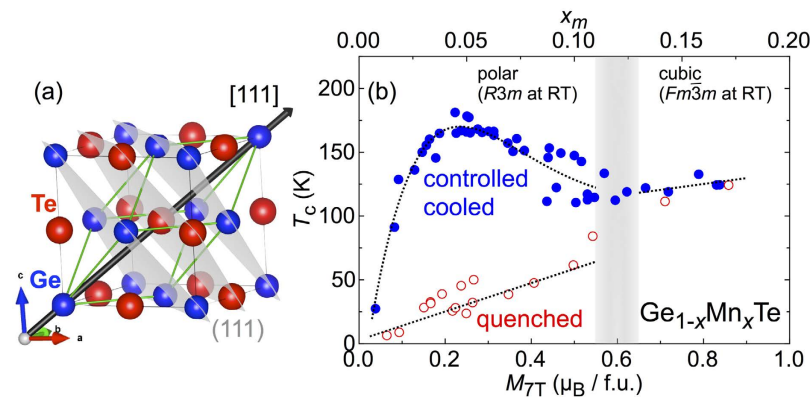 (a)
[111]
Te
Ge
(111)
c
b
a
x_m
0.00 0.05 0.10 0.15 0.20
(b)
polar
(R3m at RT)
cubic
(Fm3̅m at RT)
200
150
100
50
0
T_c (K)
controlled
cooled
quenched
Ge_{1-x}Mn_xTe
0.0 0.2 0.4 0.6 0.8 1.0
M_{7T} (μ_B / f.u.)